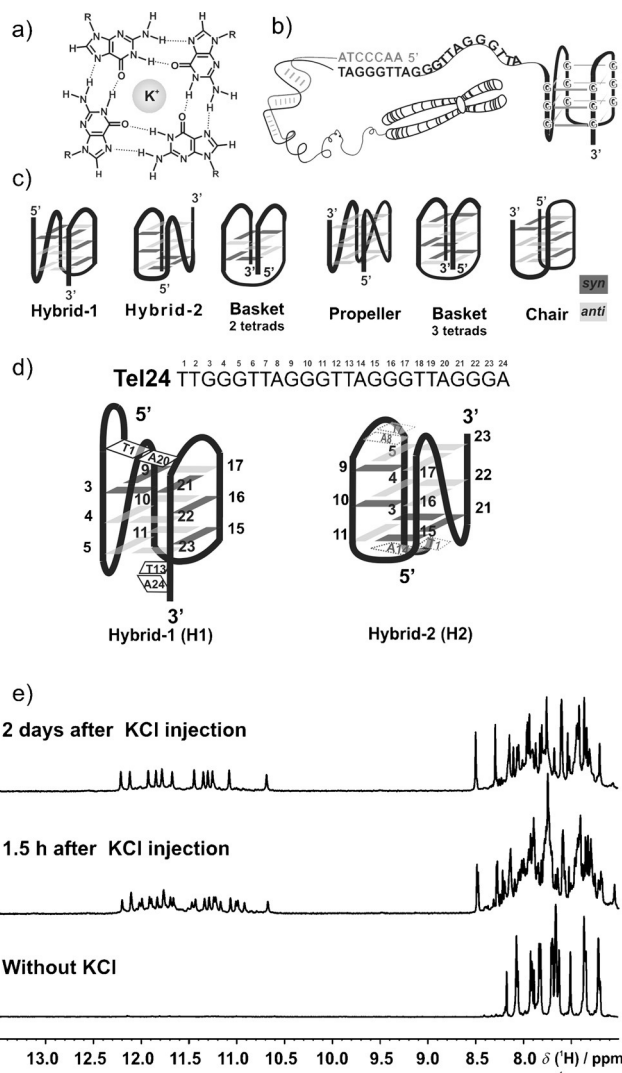 a)
R
N
H
N
O
K⁺
b)
ATCCCAA 5'
TAGGGTTAGGGTTAGGGTTA
G
3'
c)
5'
3'
Hybrid-1
3'
5'
Hybrid-2
3' 5'
Basket
2 tetrads
3'
5'
Propeller
3' 5'
Basket
3 tetrads
3'
5'
Chair
syn
anti
d)
1 2 3 4 5 6 7 8 9 10 11 12 13 14 15 16 17 18 19 20 21 22 23 24
Tel24 TTGGGTTAGGGTTAGGGTTAGGGA
5'
T1
A20
9
17
3
21
10
16
4
22
11
15
5
23
T13
A24
3'
Hybrid-1 (H1)
3'
23
A8
5
9
17
22
4
10
16
21
3
11
15
5'
Hybrid-2 (H2)
e)
2 days after KCl injection
1.5 h after KCl injection
Without KCl
13.0 12.5 12.0 11.5 11.0 10.5 10.0 9.5 9.0 8.5 8.0 δ (¹H) / ppm